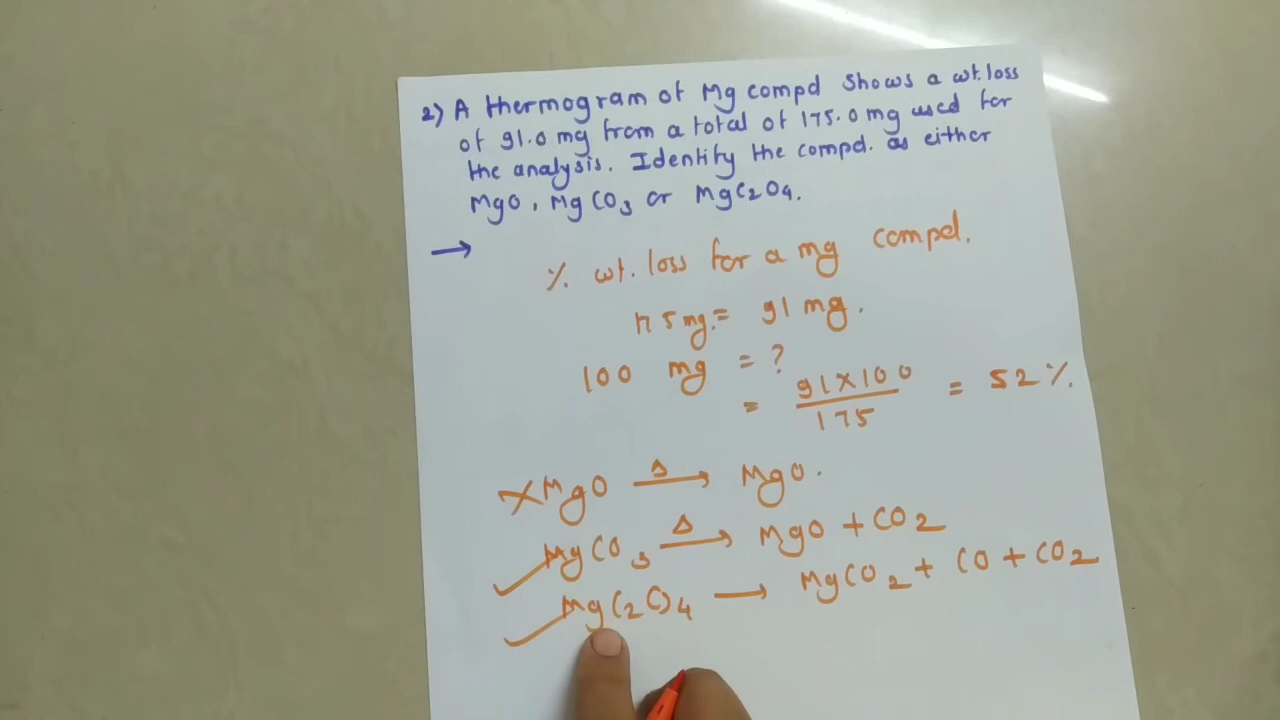 2) A thermogram of Mg compd shows a wt. loss
of 91.0 mg from a total of 175.0 mg used for
the analysis. Identify the compd. as either
MgO, MgCO3 or MgC2O4.
→ % wt. loss for a mg compd.
175mg = 91 mg.
100 mg = ?
= 91×100 / 175 = 52 %.
✗ MgO —Δ→ MgO.
✓ MgCO3 —Δ→ MgO + CO2
✓ MgC2O4 → MgCO2 + CO + CO2